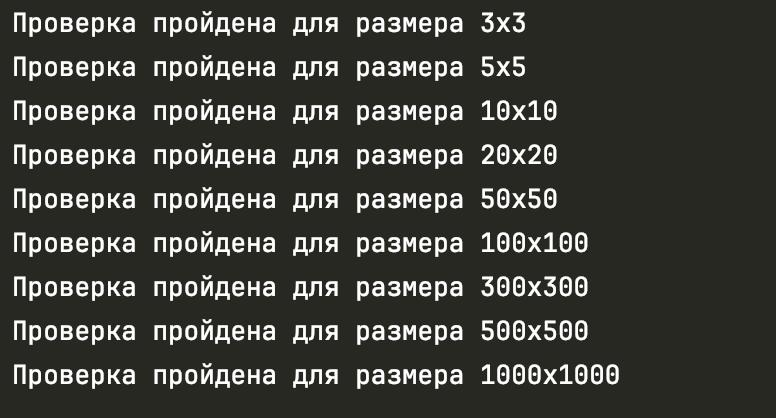 Проверка пройдена для размера 3x3
Проверка пройдена для размера 5x5
Проверка пройдена для размера 10x10
Проверка пройдена для размера 20x20
Проверка пройдена для размера 50x50
Проверка пройдена для размера 100x100
Проверка пройдена для размера 300x300
Проверка пройдена для размера 500x500
Проверка пройдена для размера 1000x1000